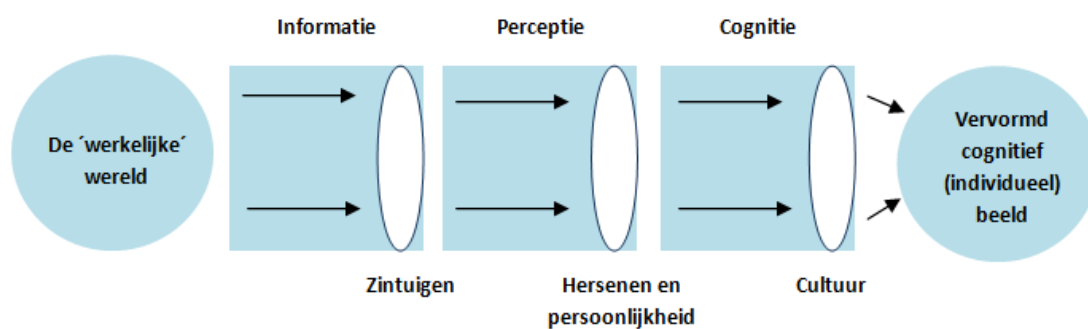 Informatie
Perceptie
Cognitie
De ´werkelijke´
wereld
Vervormd
cognitief
(individueel)
beeld
Zintuigen
Hersenen en
persoonlijkheid
Cultuur